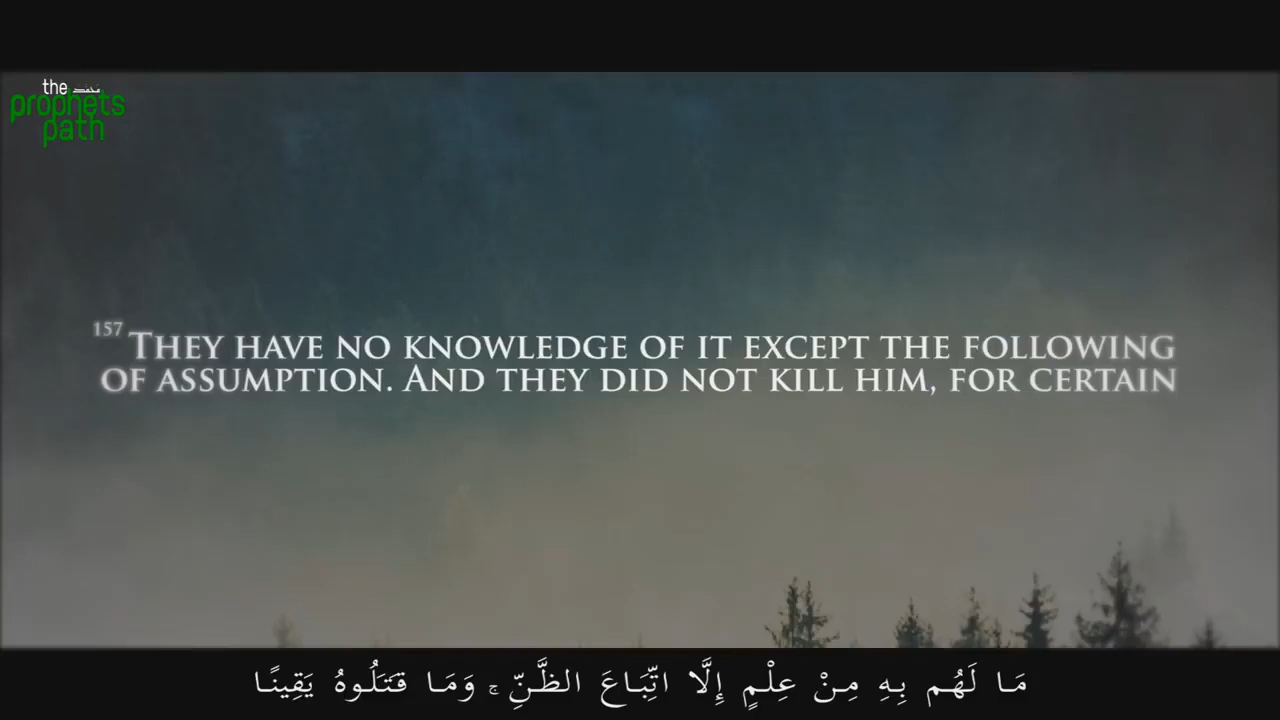 the محمد
prophets
path
157 THEY HAVE NO KNOWLEDGE OF IT EXCEPT THE FOLLOWING
OF ASSUMPTION. AND THEY DID NOT KILL HIM, FOR CERTAIN
مَا لَهُم بِهِ مِنْ عِلْمٍ إِلَّا اتِّبَاعَ الظَّنِّ ۚ وَمَا قَتَلُوهُ يَقِينًا